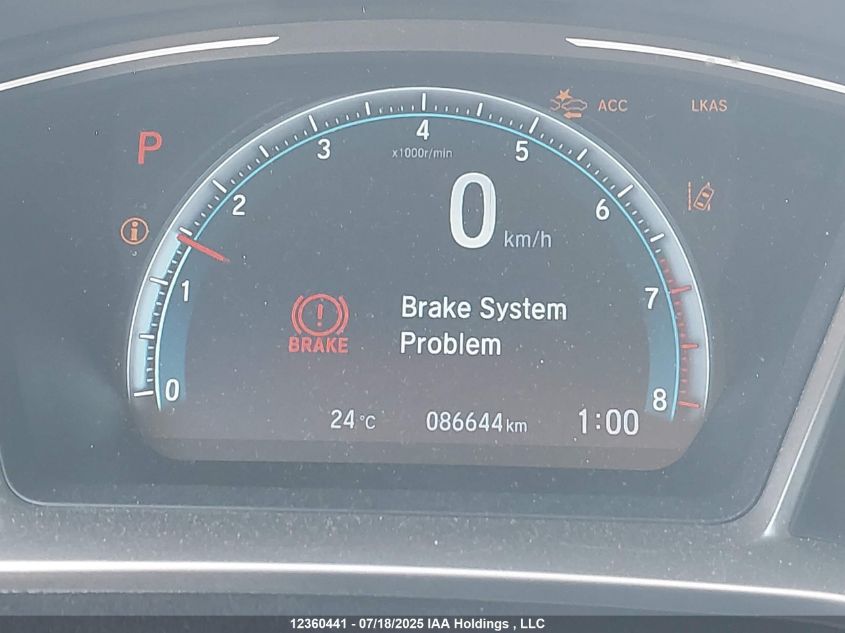 ACC
LKAS
P
x1000r/min
0 1 2 3 4 5 6 7 8
0 km/h
BRAKE
Brake System
Problem
24°C
086644 km
1:00
12360441 - 07/18/2025 IAA Holdings , LLC